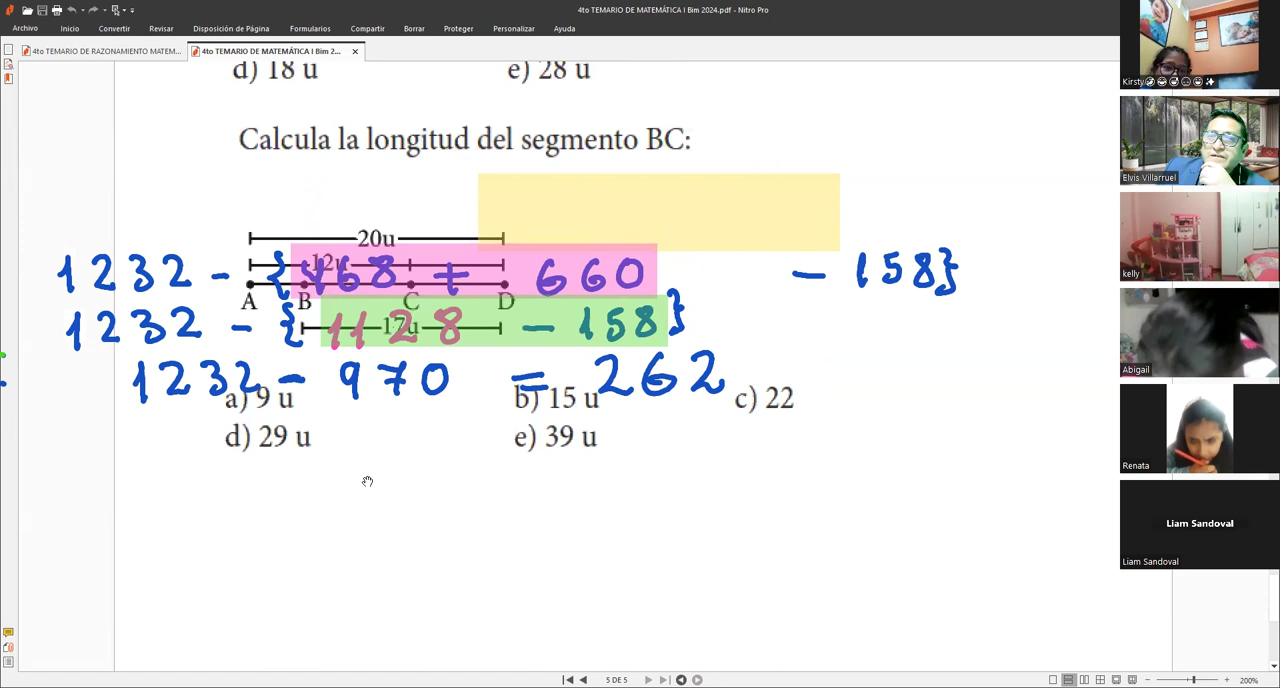 4to TEMARIO DE MATEMÁTICA I Bim 2024.pdf - Nitro Pro
Archivo Inicio Convertir Revisar Disposición de Página Formularios Compartir Borrar Proteger Personalizar Ayuda
4to TEMARIO DE RAZONAMIENTO MATEM... 4to TEMARIO DE MATEMÁTICA I Bim 2...
d) 18 u e) 28 u
Calcula la longitud del segmento BC:
20u
12u
A B C D
17u
1232 - {468 + 660 - 158}
1232 - {1128 - 158}
1232 - 970 = 262
a) 9 u b) 15 u c) 22
d) 29 u e) 39 u
Kirsty
Elvis Villarruel
kelly
Abigail
Renata
Liam Sandoval
Liam Sandoval
5 DE 5
200%